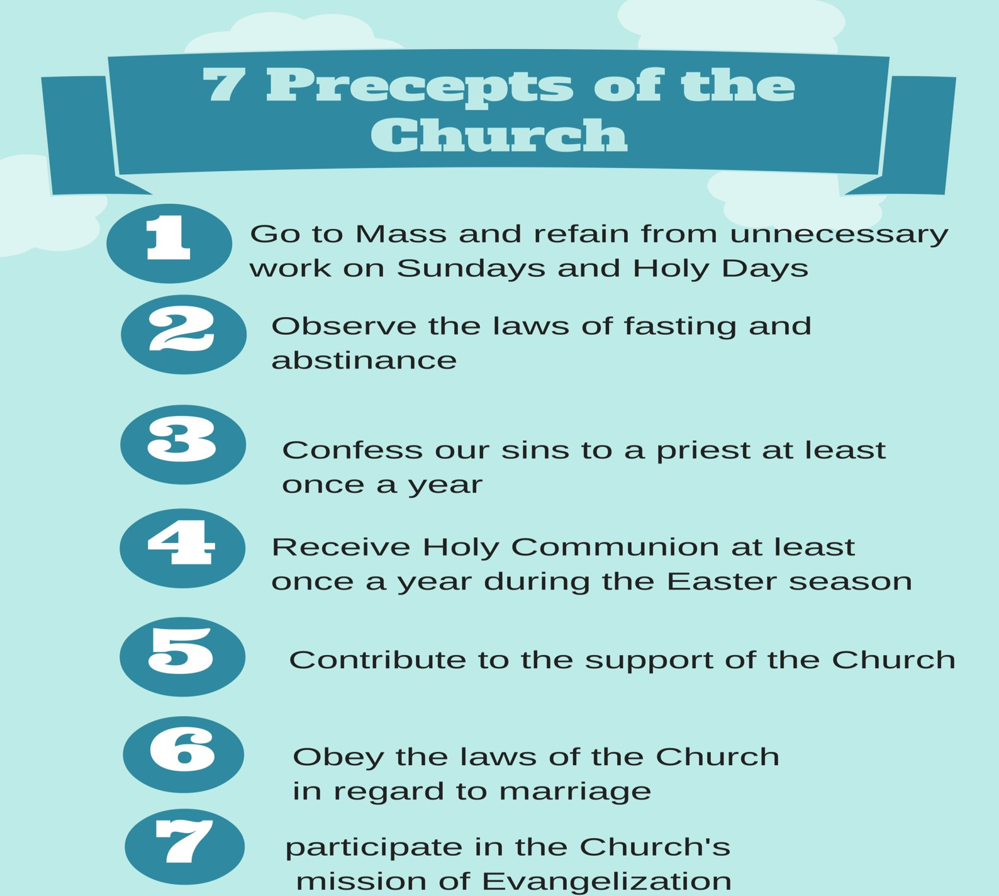 7 Precepts of the
Church
1
Go to Mass and refain from unnecessary
work on Sundays and Holy Days
2
Observe the laws of fasting and
abstinance
3
Confess our sins to a priest at least
once a year
4
Receive Holy Communion at least
once a year during the Easter season
5
Contribute to the support of the Church
6
Obey the laws of the Church
in regard to marriage
7
participate in the Church's
mission of Evangelization